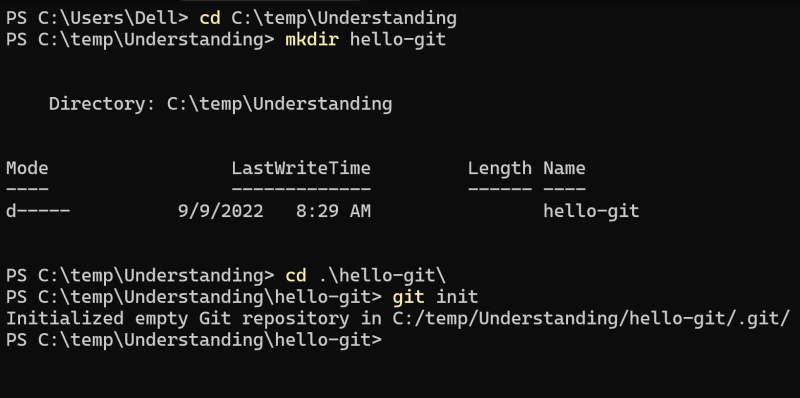 PS C:\Users\Dell> cd C:\temp\Understanding
PS C:\temp\Understanding> mkdir hello-git
Directory: C:\temp\Understanding
Mode                 LastWriteTime         Length Name
----                 -------------         ------ ----
d-----          9/9/2022   8:29 AM                hello-git
PS C:\temp\Understanding> cd .\hello-git\
PS C:\temp\Understanding\hello-git> git init
Initialized empty Git repository in C:/temp/Understanding/hello-git/.git/
PS C:\temp\Understanding\hello-git>